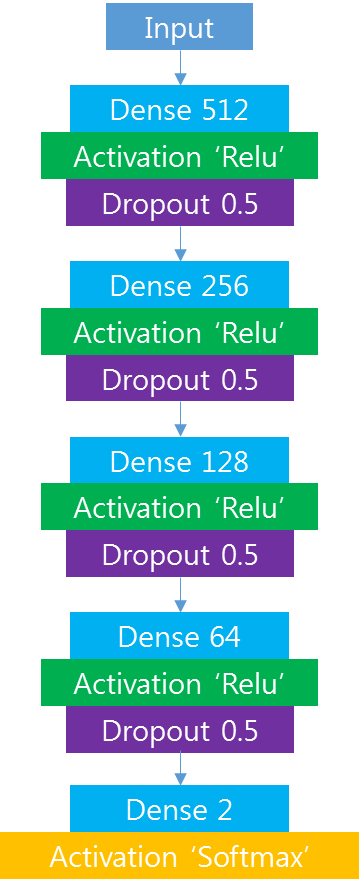 Input
Dense 512
Activation ‘Relu’
Dropout 0.5
Dense 256
Activation ‘Relu’
Dropout 0.5
Dense 128
Activation ‘Relu’
Dropout 0.5
Dense 64
Activation ‘Relu’
Dropout 0.5
Dense 2
Activation ‘Softmax’